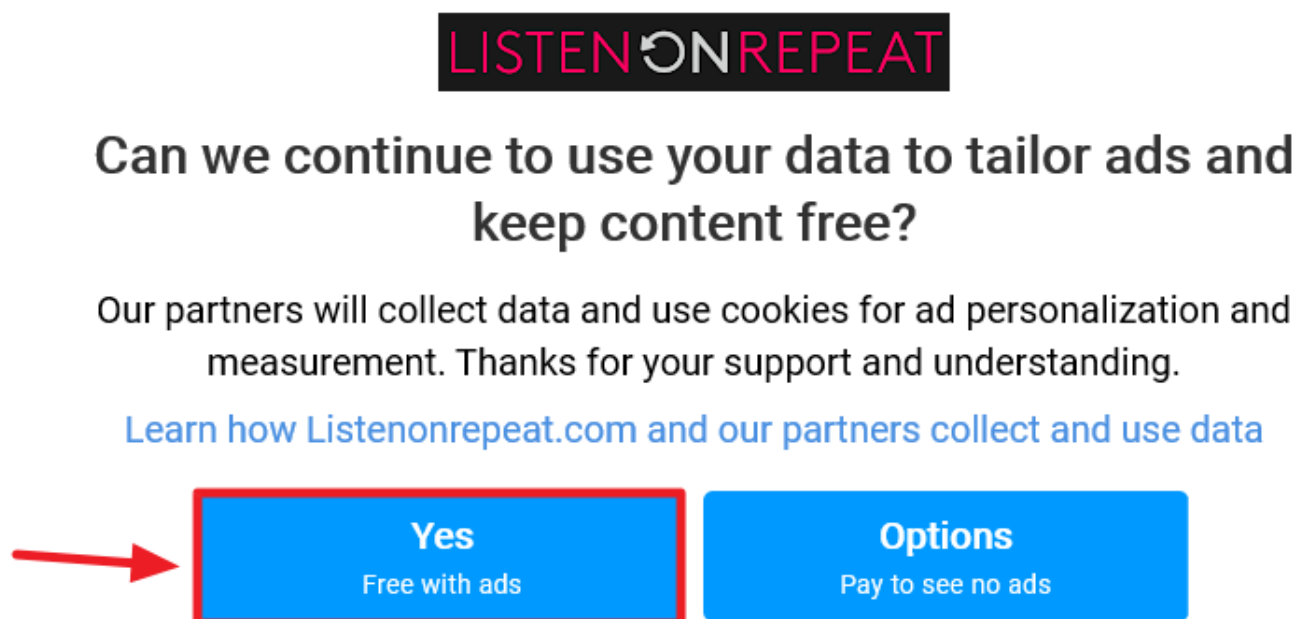 LISTENONREPEAT
Can we continue to use your data to tailor ads and
keep content free?
Our partners will collect data and use cookies for ad personalization and
measurement. Thanks for your support and understanding.
Learn how Listenonrepeat.com and our partners collect and use data
Yes
Free with ads
Options
Pay to see no ads